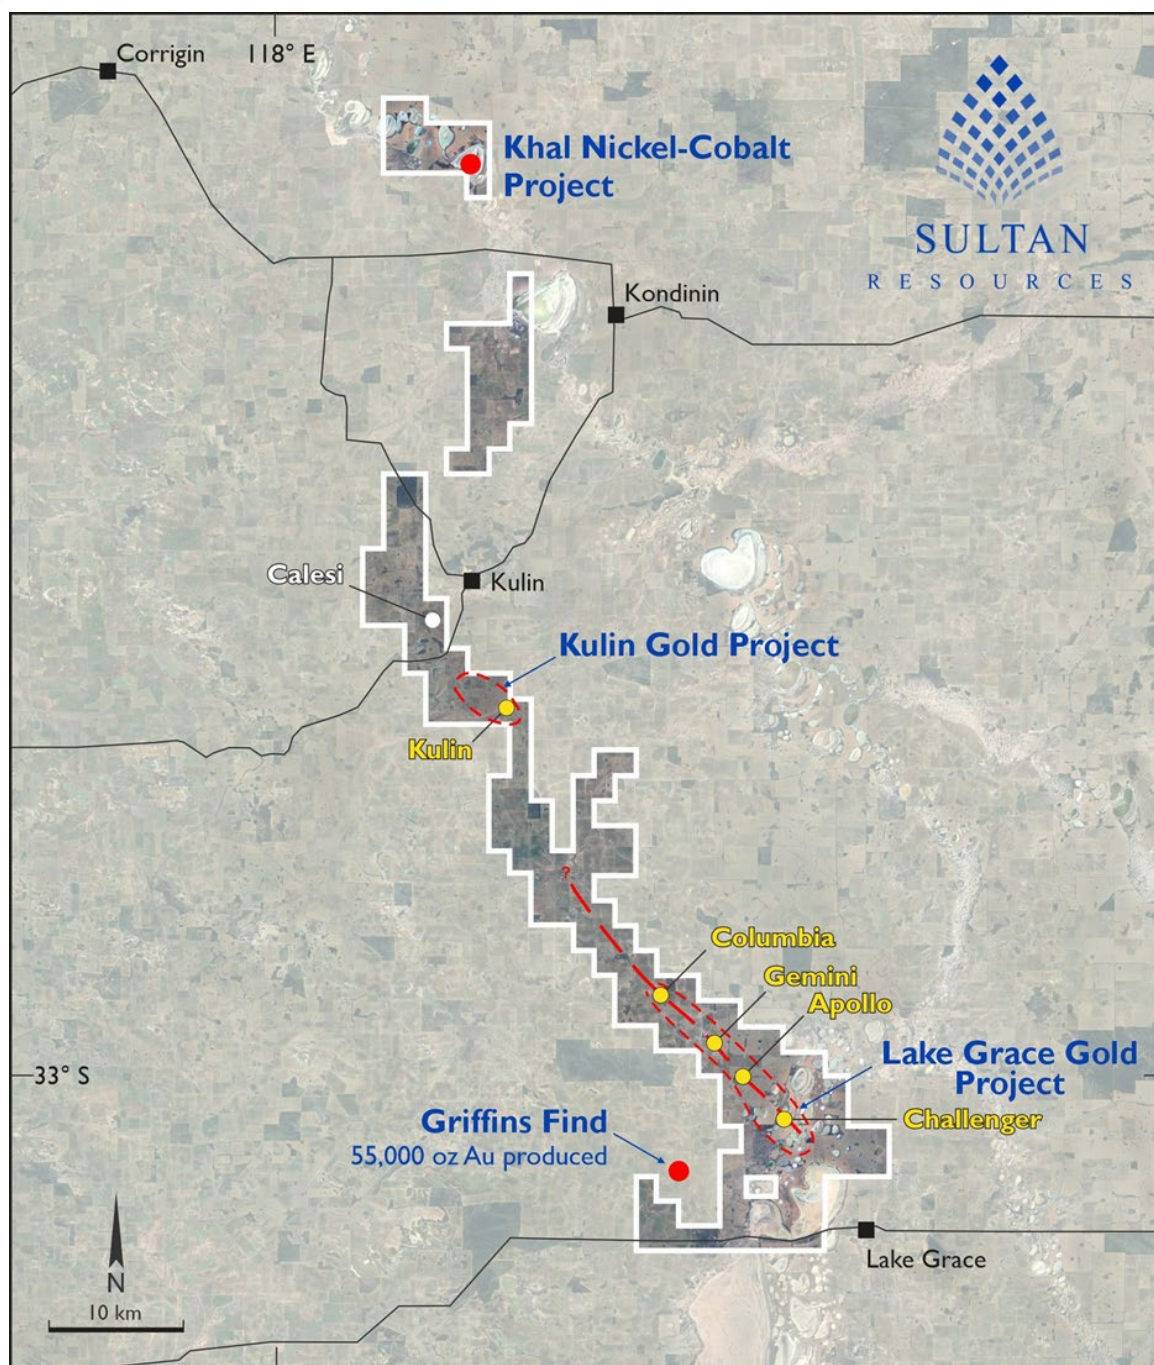 Corrigin
118° E
Khal Nickel-Cobalt
Project
SULTAN
RESOURCES
Kondinin
Calesi
Kulin
Kulin Gold Project
Kulin
?
Columbia
Gemini
Apollo
33° S
Lake Grace Gold
Project
Challenger
Griffins Find
55,000 oz Au produced
Lake Grace
N
10 km